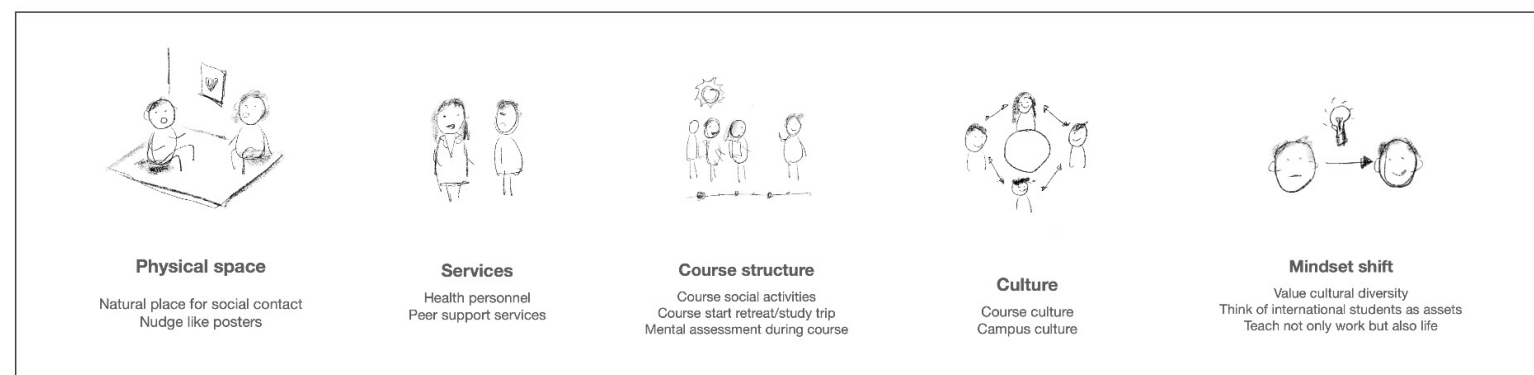 Physical space
Natural place for social contact
Nudge like posters
Services
Health personnel
Peer support services
Course structure
Course social activities
Course start retreat/study trip
Mental assessment during course
Culture
Course culture
Campus culture
Mindset shift
Value cultural diversity
Think of international students as assets
Teach not only work but also life